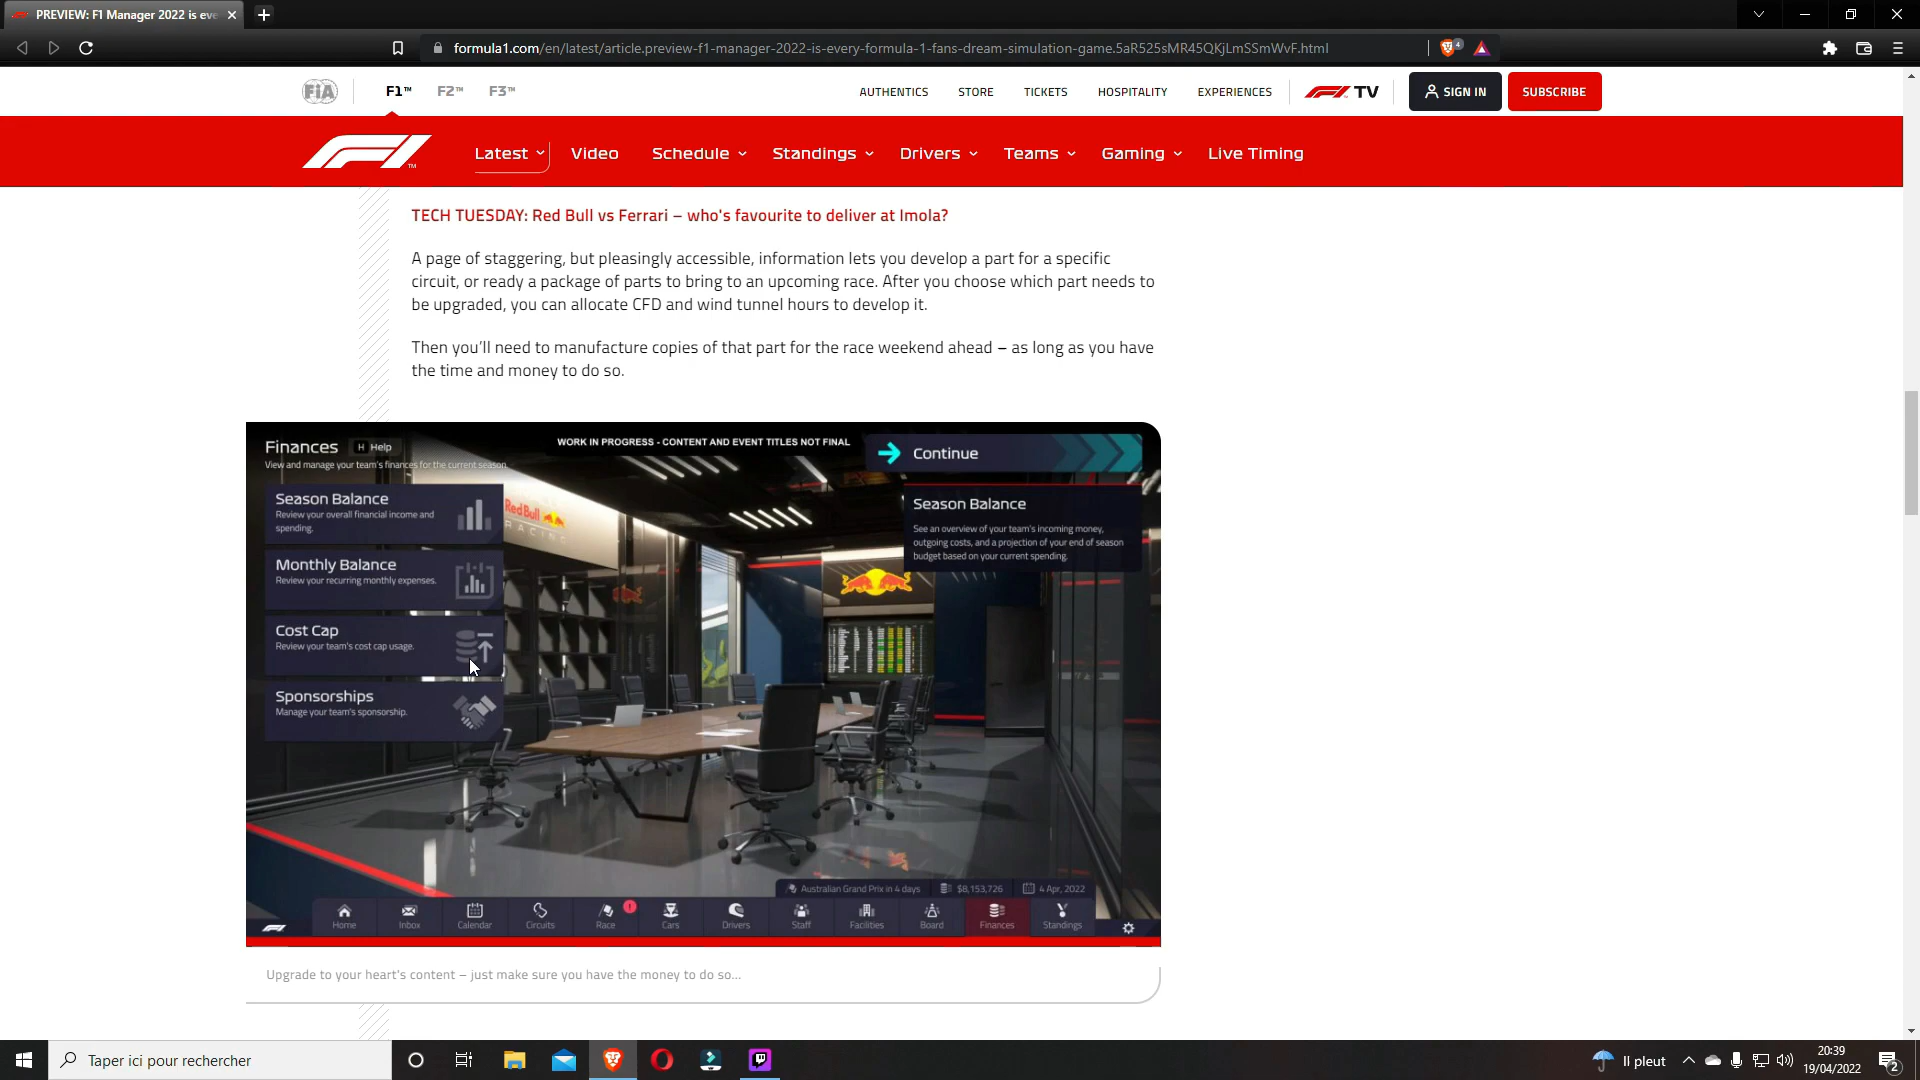 PREVIEW: F1 Manager 2022 is eve
formula1.com/en/latest/article.preview-f1-manager-2022-is-every-formula-1-fans-dream-simulation-game.5aR525sMR45QKjLmSSmWvF.html
4
FiA
F1™
F2™
F3™
AUTHENTICS
STORE
TICKETS
HOSPITALITY
EXPERIENCES
F1 TV
SIGN IN
SUBSCRIBE
Latest
Video
Schedule
Standings
Drivers
Teams
Gaming
Live Timing
TECH TUESDAY: Red Bull vs Ferrari – who's favourite to deliver at Imola?
A page of staggering, but pleasingly accessible, information lets you develop a part for a specific
circuit, or ready a package of parts to bring to an upcoming race. After you choose which part needs to
be upgraded, you can allocate CFD and wind tunnel hours to develop it.
Then you'll need to manufacture copies of that part for the race weekend ahead – as long as you have
the time and money to do so.
Finances
H Help
View and manage your team's finances for the current season.
WORK IN PROGRESS - CONTENT AND EVENT TITLES NOT FINAL
Continue
Season Balance
Review your overall financial income and
spending.
Monthly Balance
Review your recurring monthly expenses.
Cost Cap
Review your team's cost cap usage.
Sponsorships
Manage your team's sponsorship.
Red Bull
RACING
Season Balance
See an overview of your team's incoming money,
outgoing costs, and a projection of your end of season
budget based on your current spending.
Australian Grand Prix in 4 days
$8,153,726
4 Apr, 2022
Home
Inbox
Calendar
Circuits
Race
!
Cars
Drivers
Staff
Facilities
Board
Finances
Standings
Upgrade to your heart's content – just make sure you have the money to do so...
Taper ici pour rechercher
Il pleut
20:39
19/04/2022
2